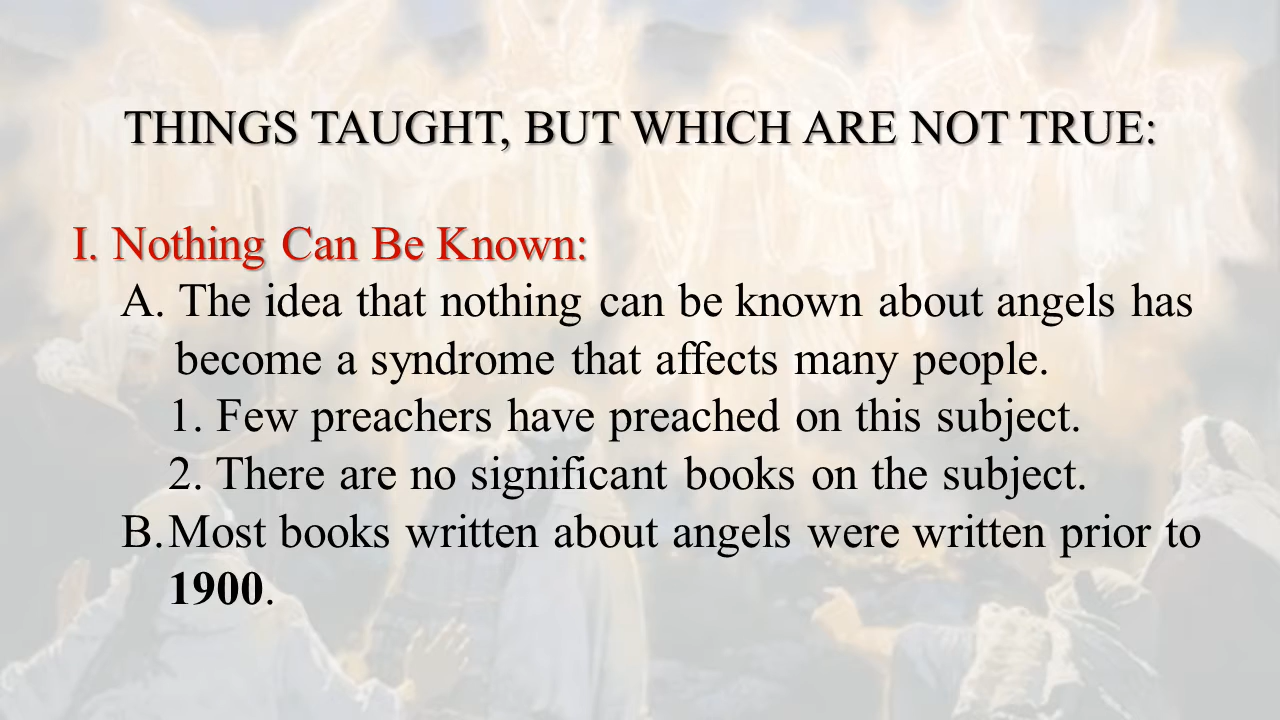 THINGS TAUGHT, BUT WHICH ARE NOT TRUE:
I. Nothing Can Be Known:
A. The idea that nothing can be known about angels has
become a syndrome that affects many people.
1. Few preachers have preached on this subject.
2. There are no significant books on the subject.
B. Most books written about angels were written prior to
1900.